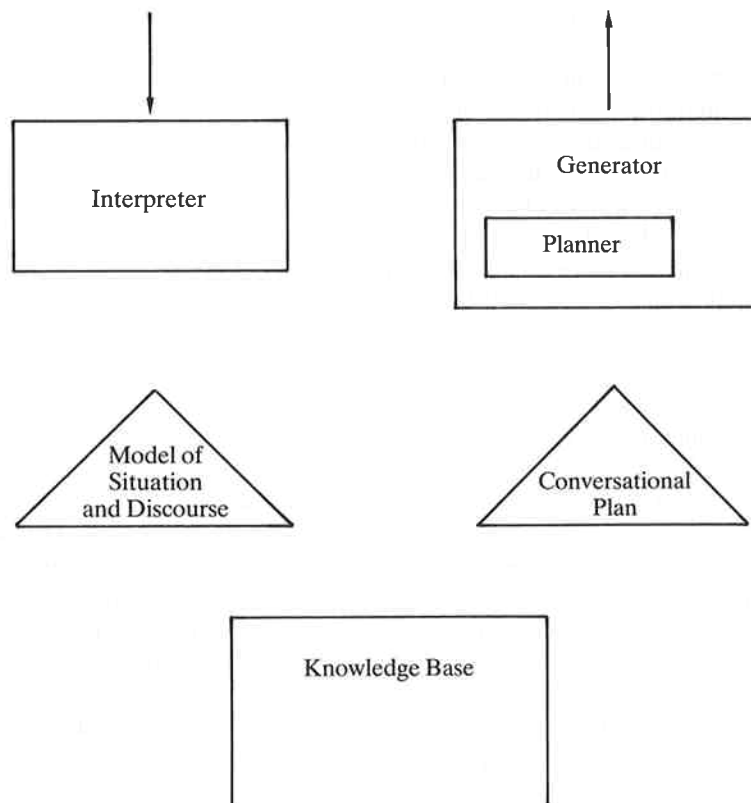 Interpreter
Generator
Planner
Model of
Situation
and Discourse
Conversational
Plan
Knowledge Base